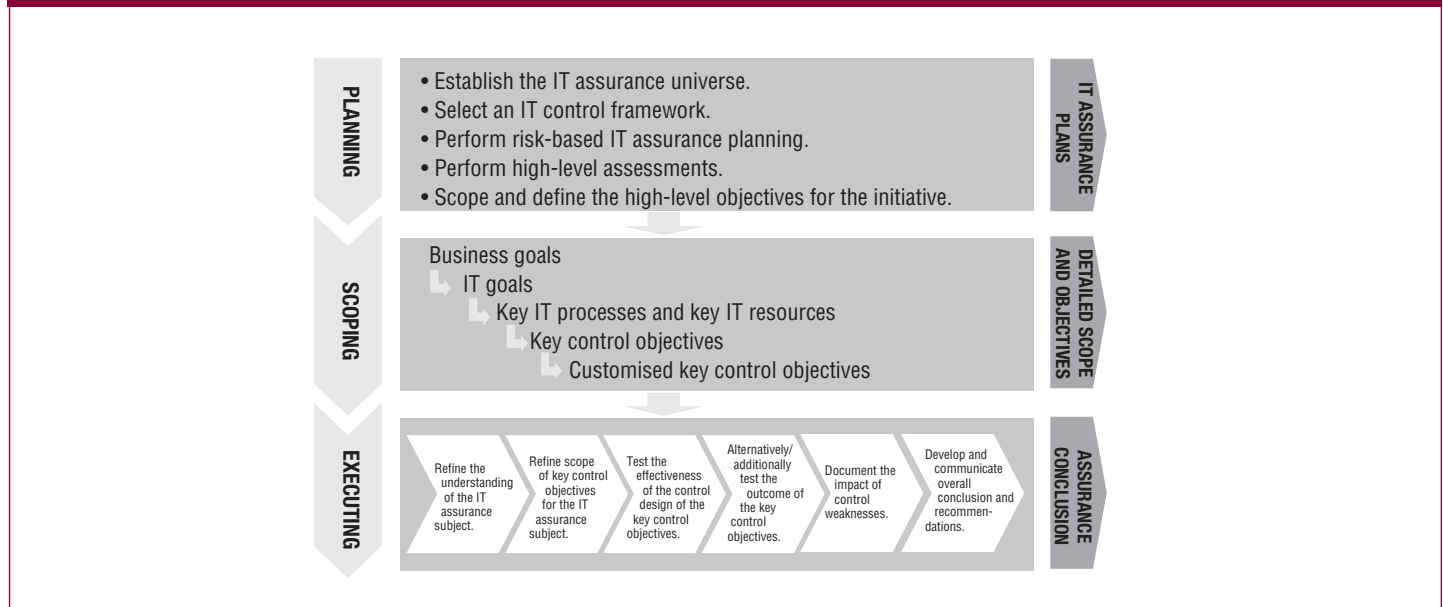 PLANNING
• Establish the IT assurance universe.
• Select an IT control framework.
• Perform risk-based IT assurance planning.
• Perform high-level assessments.
• Scope and define the high-level objectives for the initiative.
IT ASSURANCE
PLANS
SCOPING
Business goals
IT goals
Key IT processes and key IT resources
Key control objectives
Customised key control objectives
DETAILED SCOPE
AND OBJECTIVES
EXECUTING
Refine the
understanding
of the IT
assurance
subject.
Refine scope
of key control
objectives
for the IT
assurance
subject.
Test the
effectiveness
of the control
design of the
key control
objectives.
Alternatively/
additionally
test the
outcome of
the key
control
objectives.
Document the
impact of
control
weaknesses.
Develop and
communicate
overall
conclusion and
recommen-
dations.
ASSURANCE
CONCLUSION